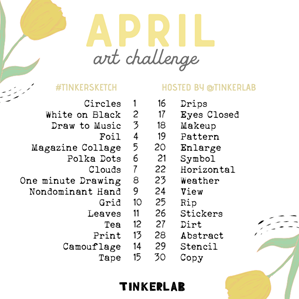 APRIL
art challenge
#TINKERSKETCH HOSTED BY @TINKERLAB
Circles 1 16 Drips
White on Black 2 17 Eyes Closed
Draw to Music 3 18 Makeup
Foil 4 19 Pattern
Magazine Collage 5 20 Enlarge
Polka Dots 6 21 Symbol
Clouds 7 22 Horizontal
One minute Drawing 8 23 Weather
Nondominant Hand 9 24 View
Grid 10 25 Rip
Leaves 11 26 Stickers
Tea 12 27 Dirt
Print 13 28 Abstract
Camouflage 14 29 Stencil
Tape 15 30 Copy
TINKERLAB